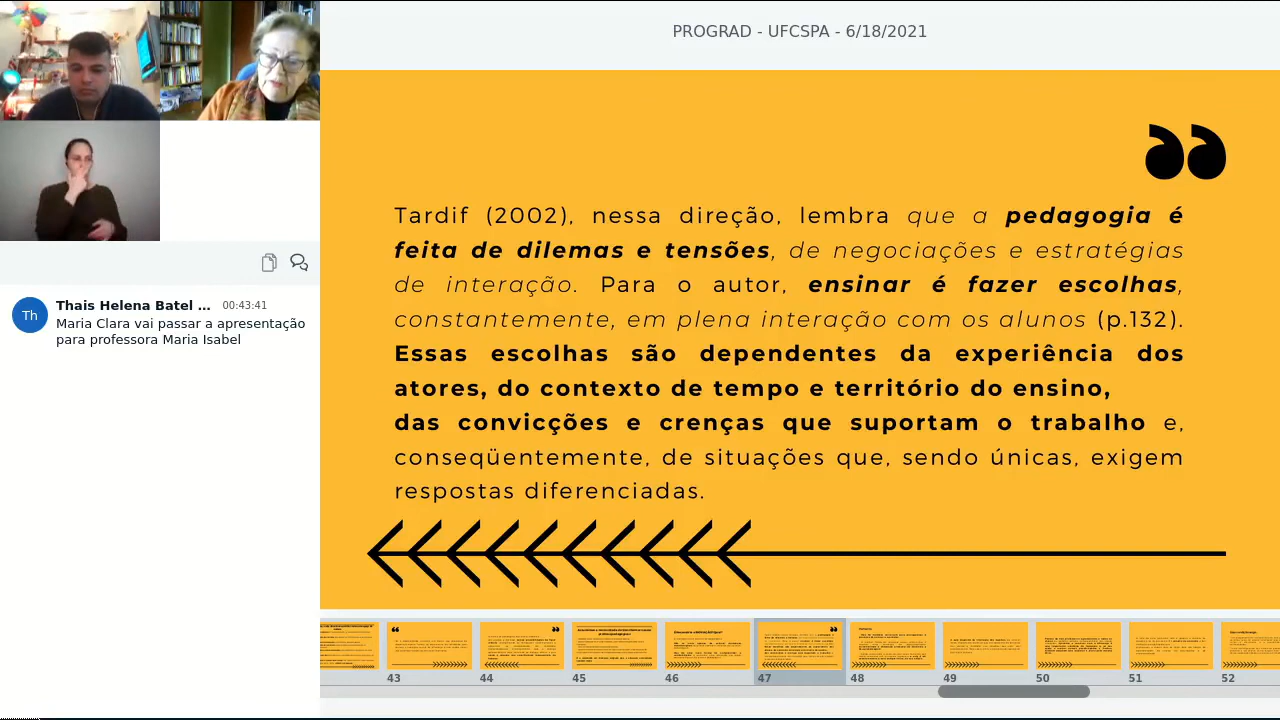 PROGRAD - UFCSPA - 6/18/2021
Tardif (2002), nessa direção, lembra que a pedagogia é
feita de dilemas e tensões, de negociações e estratégias
de interação. Para o autor, ensinar é fazer escolhas,
constantemente, em plena interação com os alunos (p.132).
Essas escolhas são dependentes da experiência dos
atores, do contexto de tempo e território do ensino,
das convicções e crenças que suportam o trabalho e,
conseqüentemente, de situações que, sendo únicas, exigem
respostas diferenciadas.
Th
Thais Helena Batel ... 00:43:41
Maria Clara vai passar a apresentação
para professora Maria Isabel
43 44 45 46 47 48 49 50 51 52